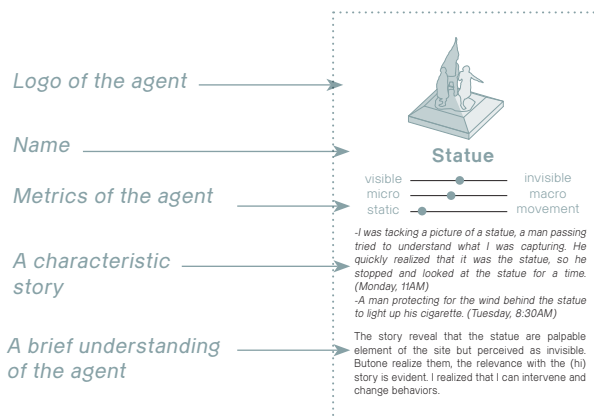 Logo of the agent
Name
Metrics of the agent
A characteristic
story
A brief understanding
of the agent
Statue
visible invisible
micro macro
static movement
-I was tacking a picture of a statue, a man passing
tried to understand what I was capturing. He
quickly realized that it was the statue, so he
stopped and looked at the statue for a time.
(Monday, 11AM)
-A man protecting for the wind behind the statue
to light up his cigarette. (Tuesday, 8:30AM)
The story reveal that the statue are palpable
element of the site but perceived as invisible.
Butone realize them, the relevance with the (hi)
story is evident. I realized that I can intervene and
change behaviors.